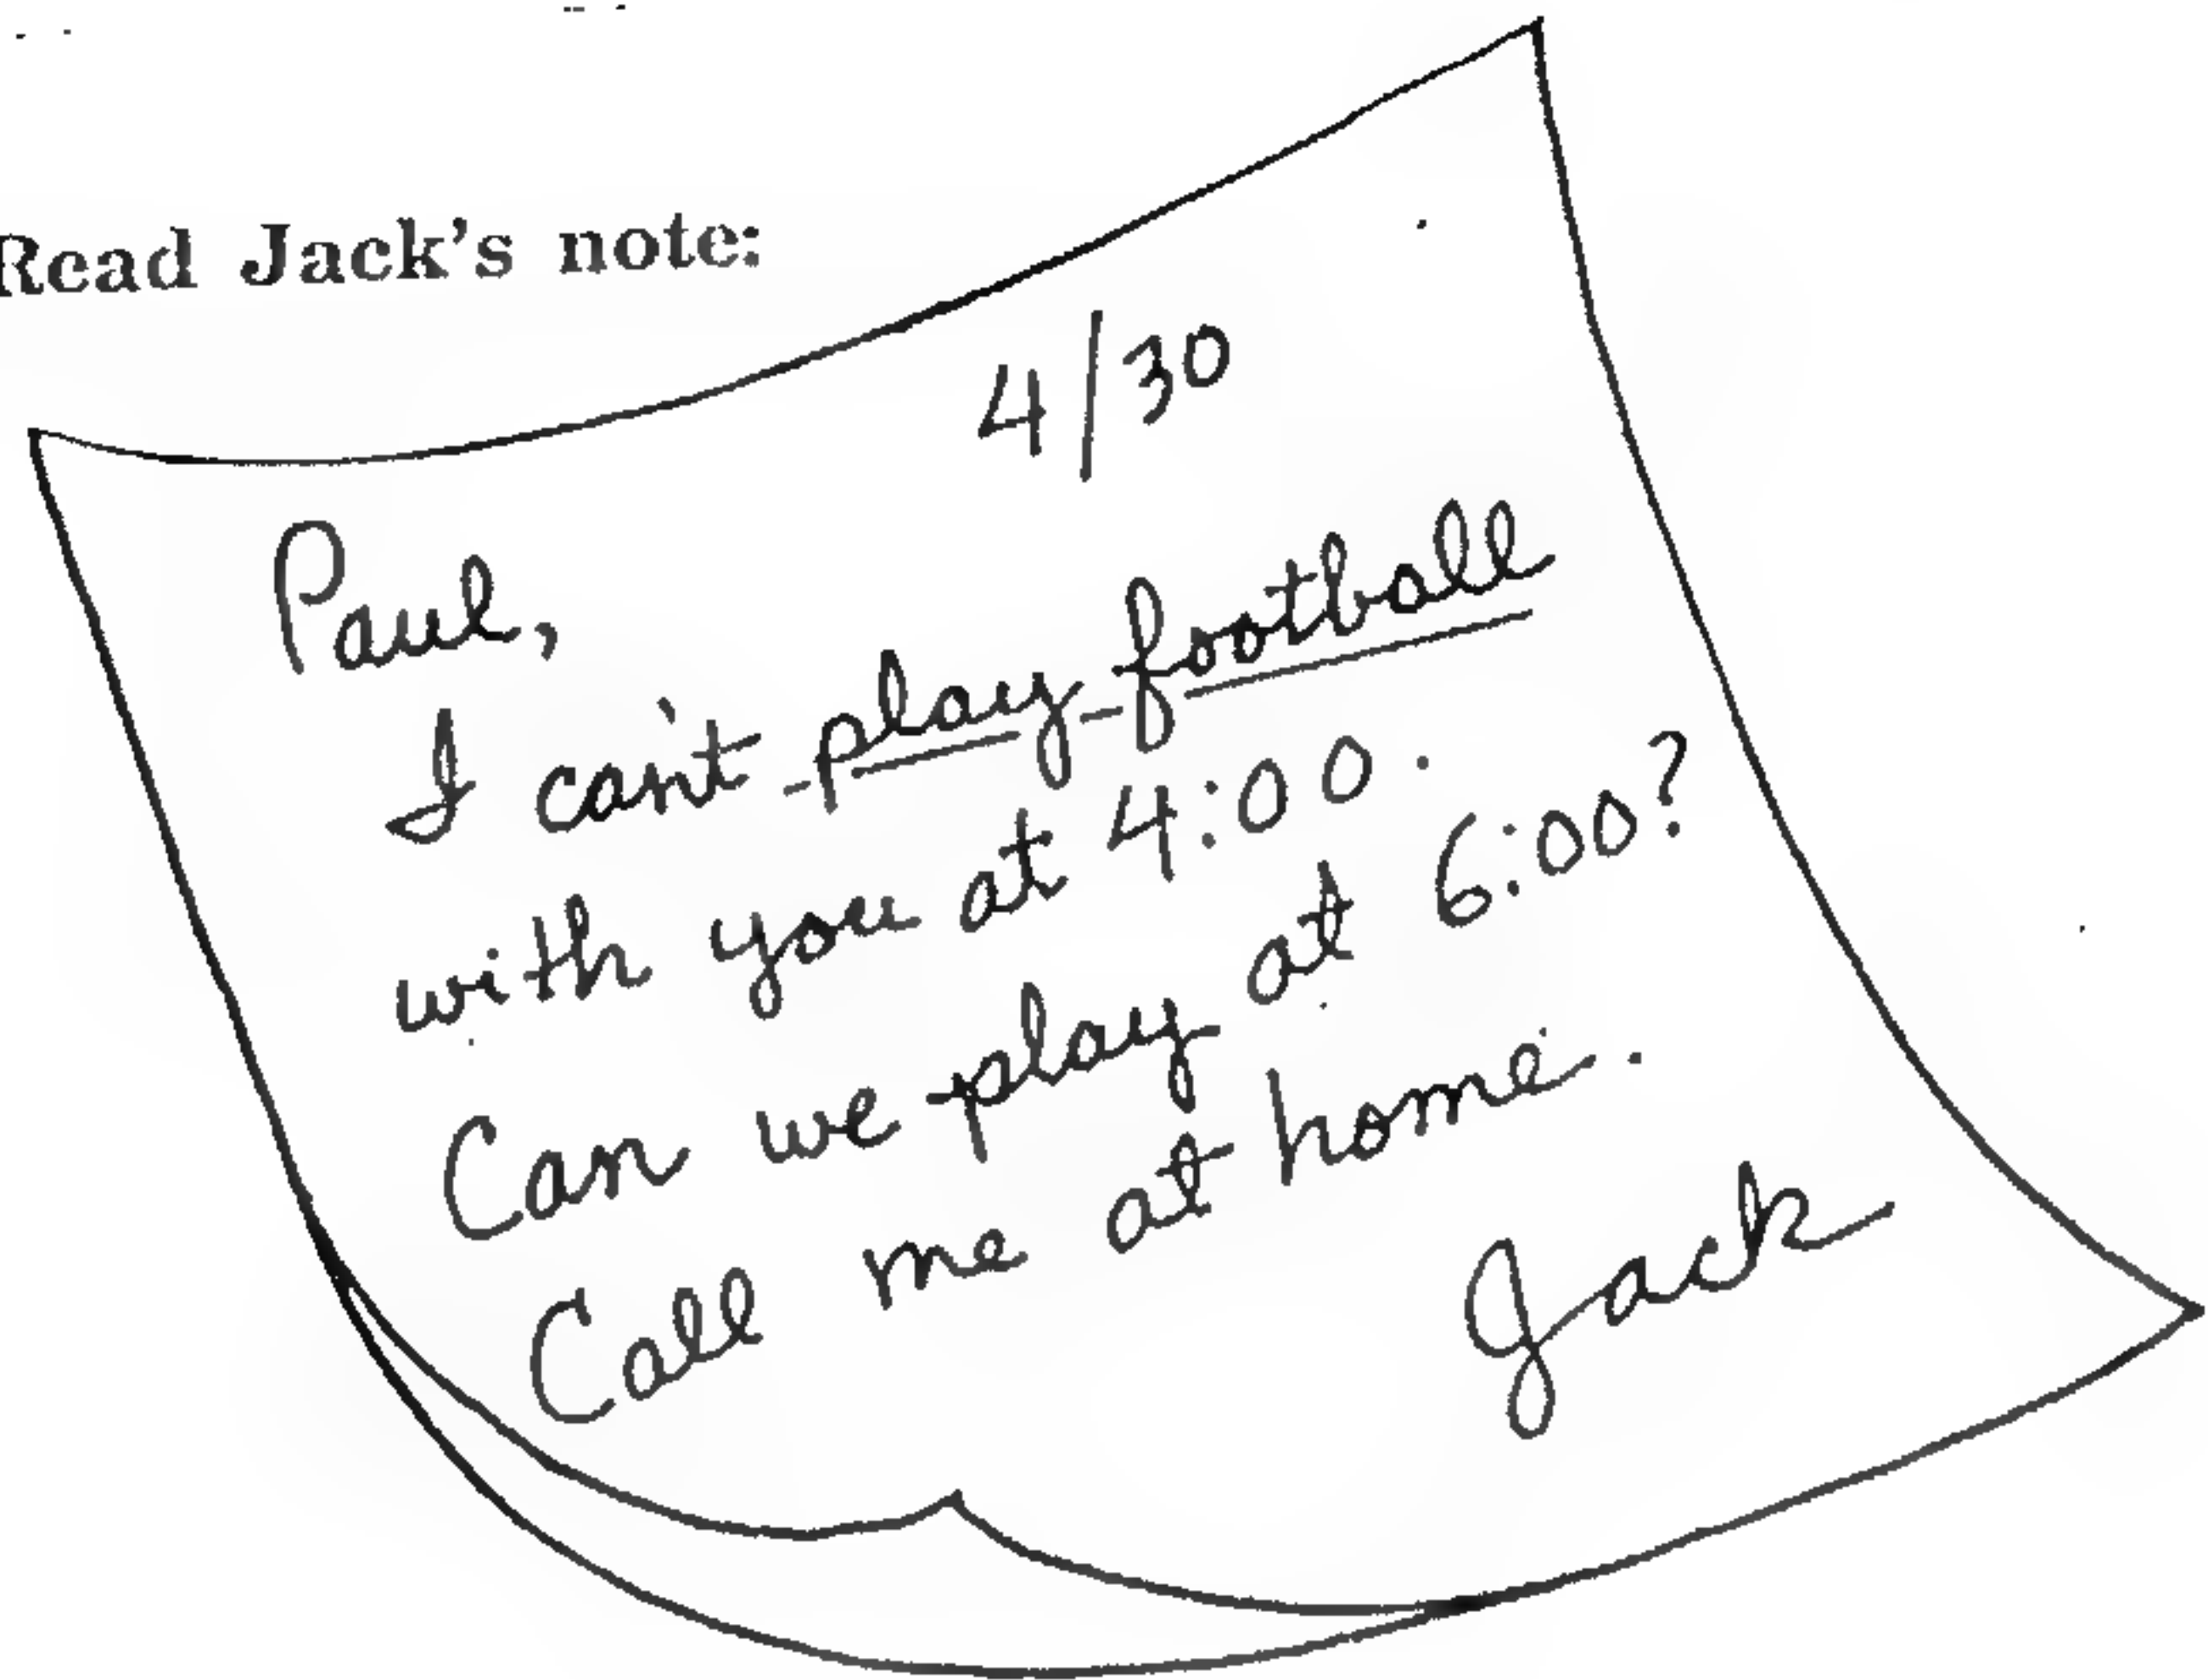 Read Jack's note:
4/30
Paul,
I can't play football
with you at 4:00.
Can we play at 6:00?
Call me at home.
Jack